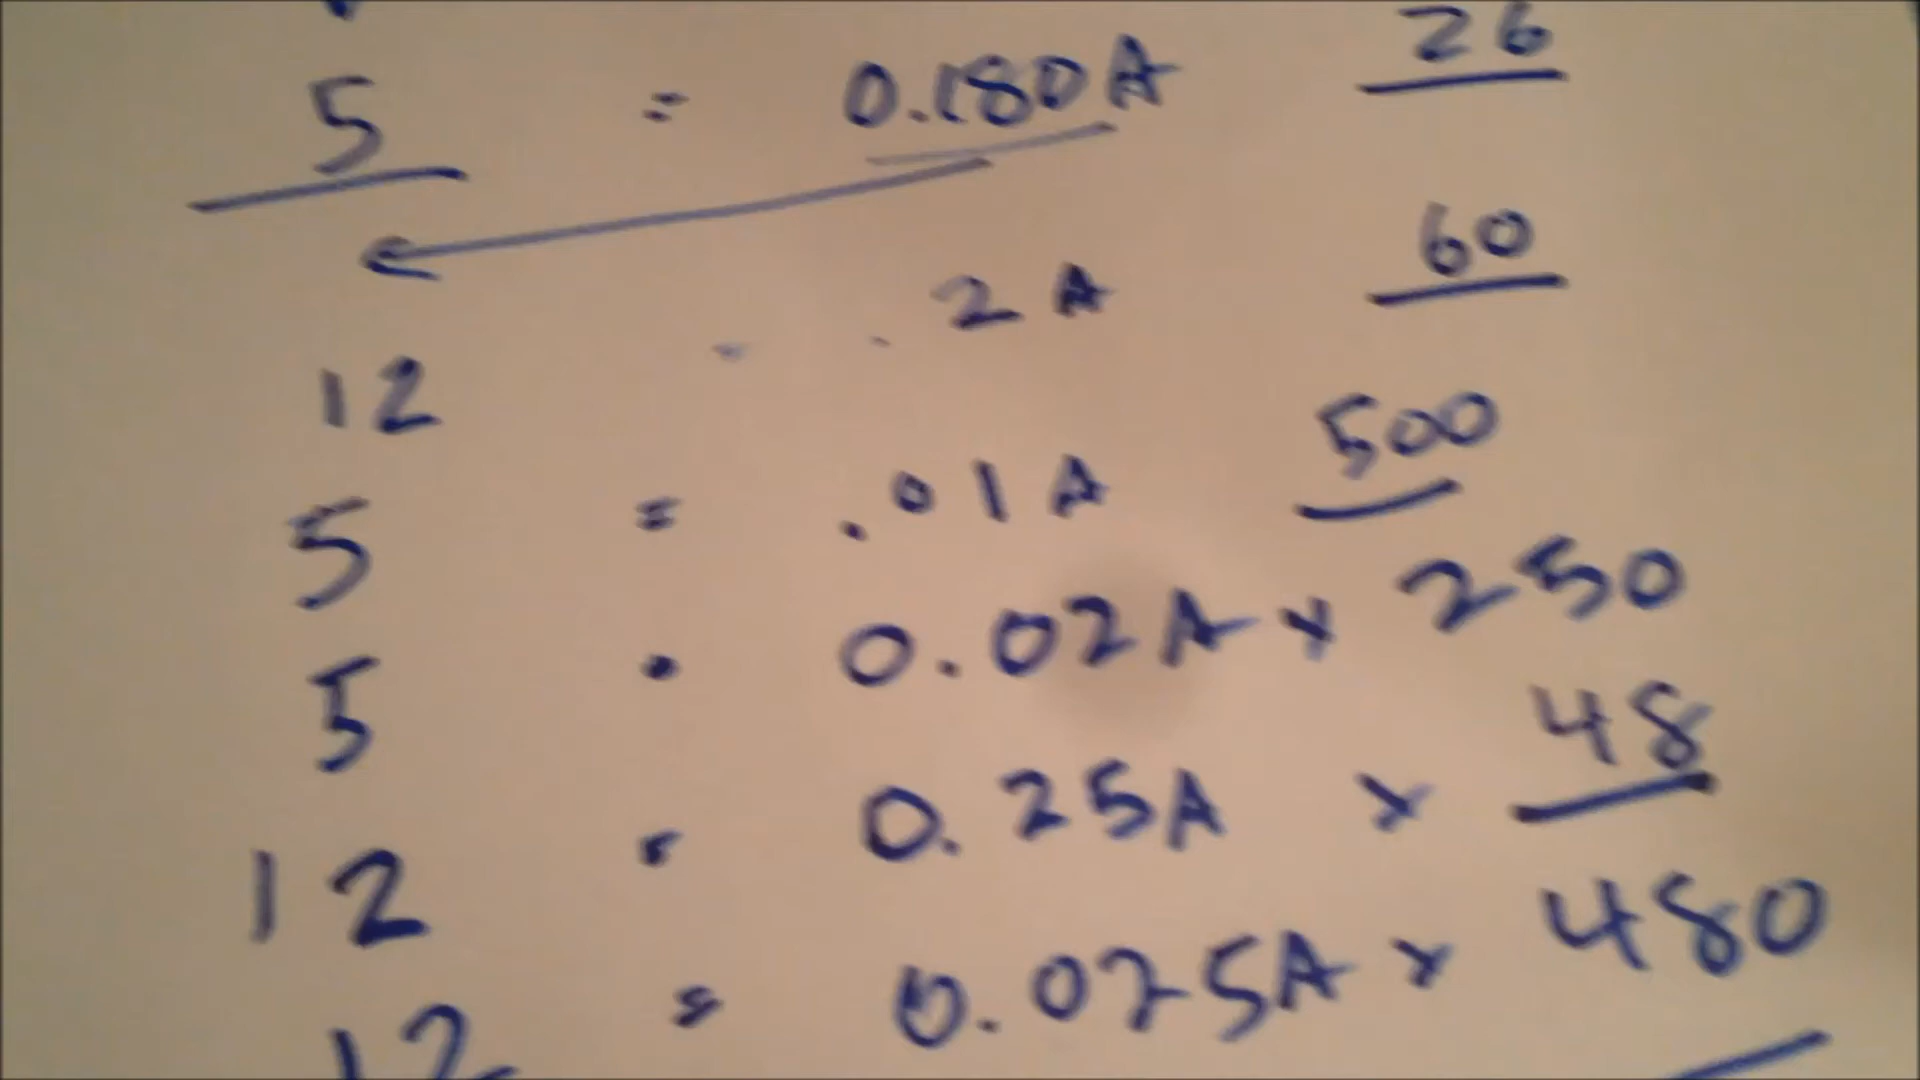 5 = 0.180A 26
12 = .2 A 60
5 = .01A 500
5 = 0.02A x 250
12 = 0.25A x 48
12 = 0.025A x 480